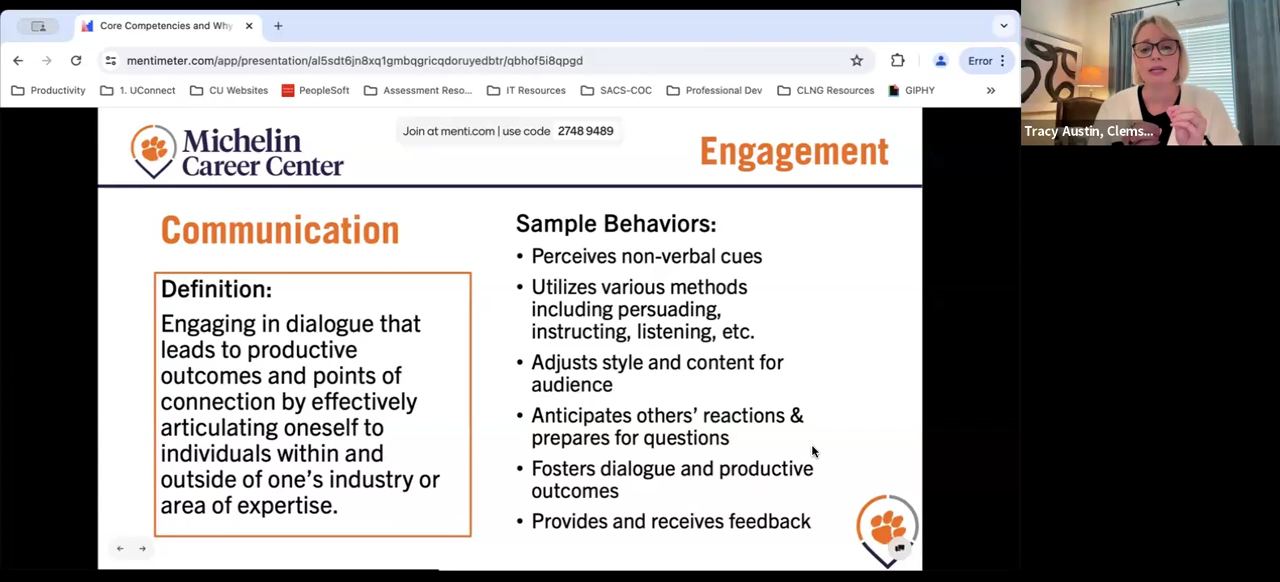 Core Competencies and Why
mentimeter.com/app/presentation/al5sdt6jn8xq1gmbqgricqdoruyedbtr/qbhof5i8qpgd
Error
Productivity
1. UConnect
CU Websites
PeopleSoft
Assessment Reso...
IT Resources
SACS-COC
Professional Dev
CLNG Resources
GIPHY
Tracy Austin, Clems...
Join at menti.com | use code 2748 9489
Michelin
Career Center
Engagement
Communication
Definition:
Engaging in dialogue that
leads to productive
outcomes and points of
connection by effectively
articulating oneself to
individuals within and
outside of one's industry or
area of expertise.
Sample Behaviors:
• Perceives non-verbal cues
• Utilizes various methods
including persuading,
instructing, listening, etc.
• Adjusts style and content for
audience
• Anticipates others' reactions &
prepares for questions
• Fosters dialogue and productive
outcomes
• Provides and receives feedback